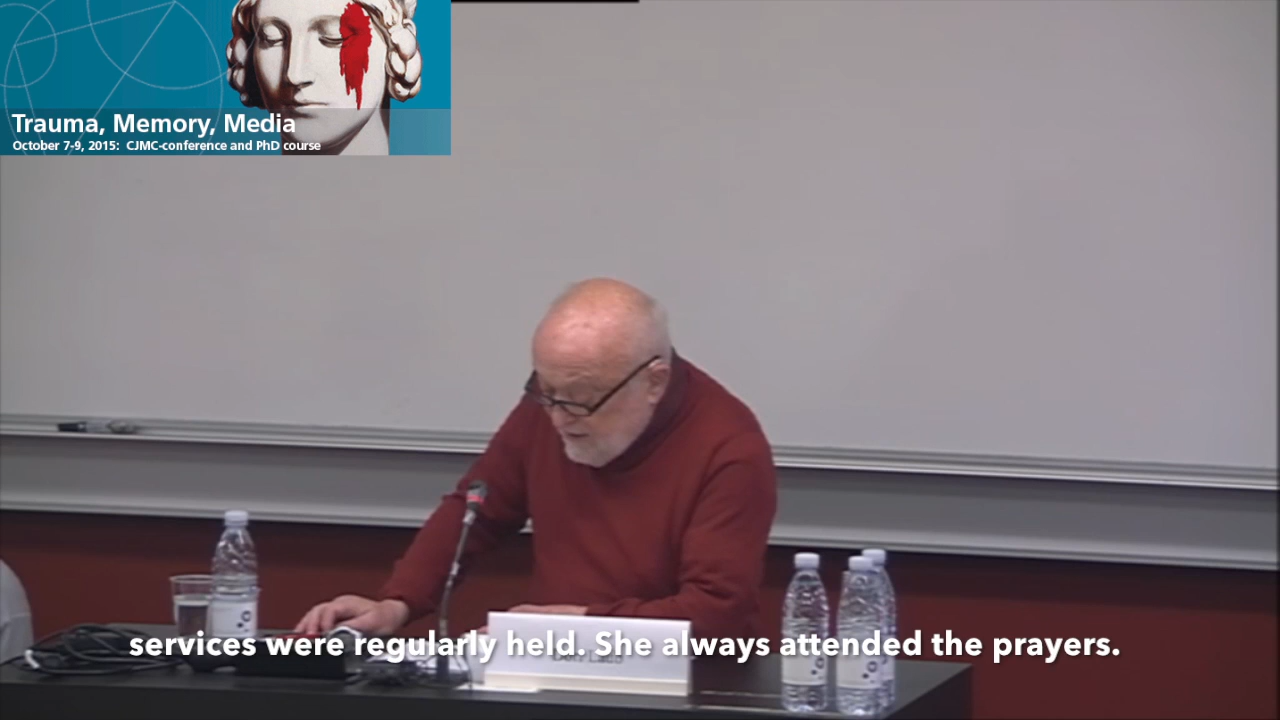 Trauma, Memory, Media
October 7-9, 2015: CJMC-conference and PhD course
services were regularly held. She always attended the prayers.